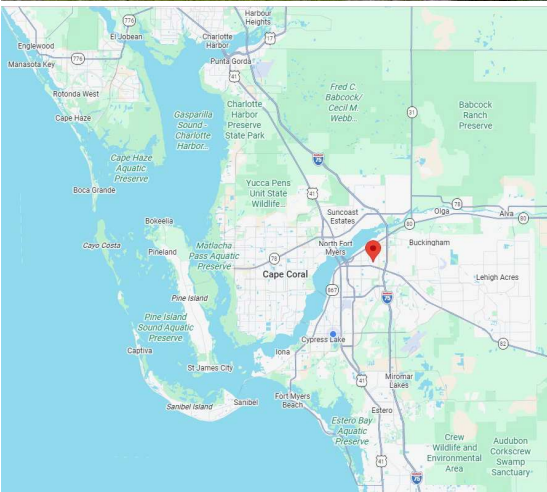 Harbour
Heights
776
El Jobean
Charlotte
Harbor
17
Englewood
776
Manasota Key
Punta Gorda
41
Rotonda West
Cape Haze
Gasparilla
Sound -
Charlotte
Harbor...
Charlotte
Harbor
Preserve
State Park
Fred C.
Babcock/
Cecil M.
Webb...
Babcock
Ranch
Preserve
31
Cape Haze
Aquatic
Preserve
75
Boca Grande
Yucca Pens
Unit State
Wildlife...
41
Suncoast
Estates
78
Olga
Alva
80
80
Bokeelia
Cayo Costa
Pineland
Matlacha
Pass Aquatic
Preserve
78
North Fort
Myers
Buckingham
Cape Coral
Lehigh Acres
867
75
Pine Island
Pine Island
Sound Aquatic
Preserve
Cypress Lake
82
Captiva
Iona
St James City
41
Miromar
Lakes
Sanibel Island
Sanibel
Fort Myers
Beach
Estero
Estero Bay
Aquatic
Preserve
Crew
Wildlife and
Environmental
Area
Audubon
Corkscrew
Swamp
Sanctuary
41
75